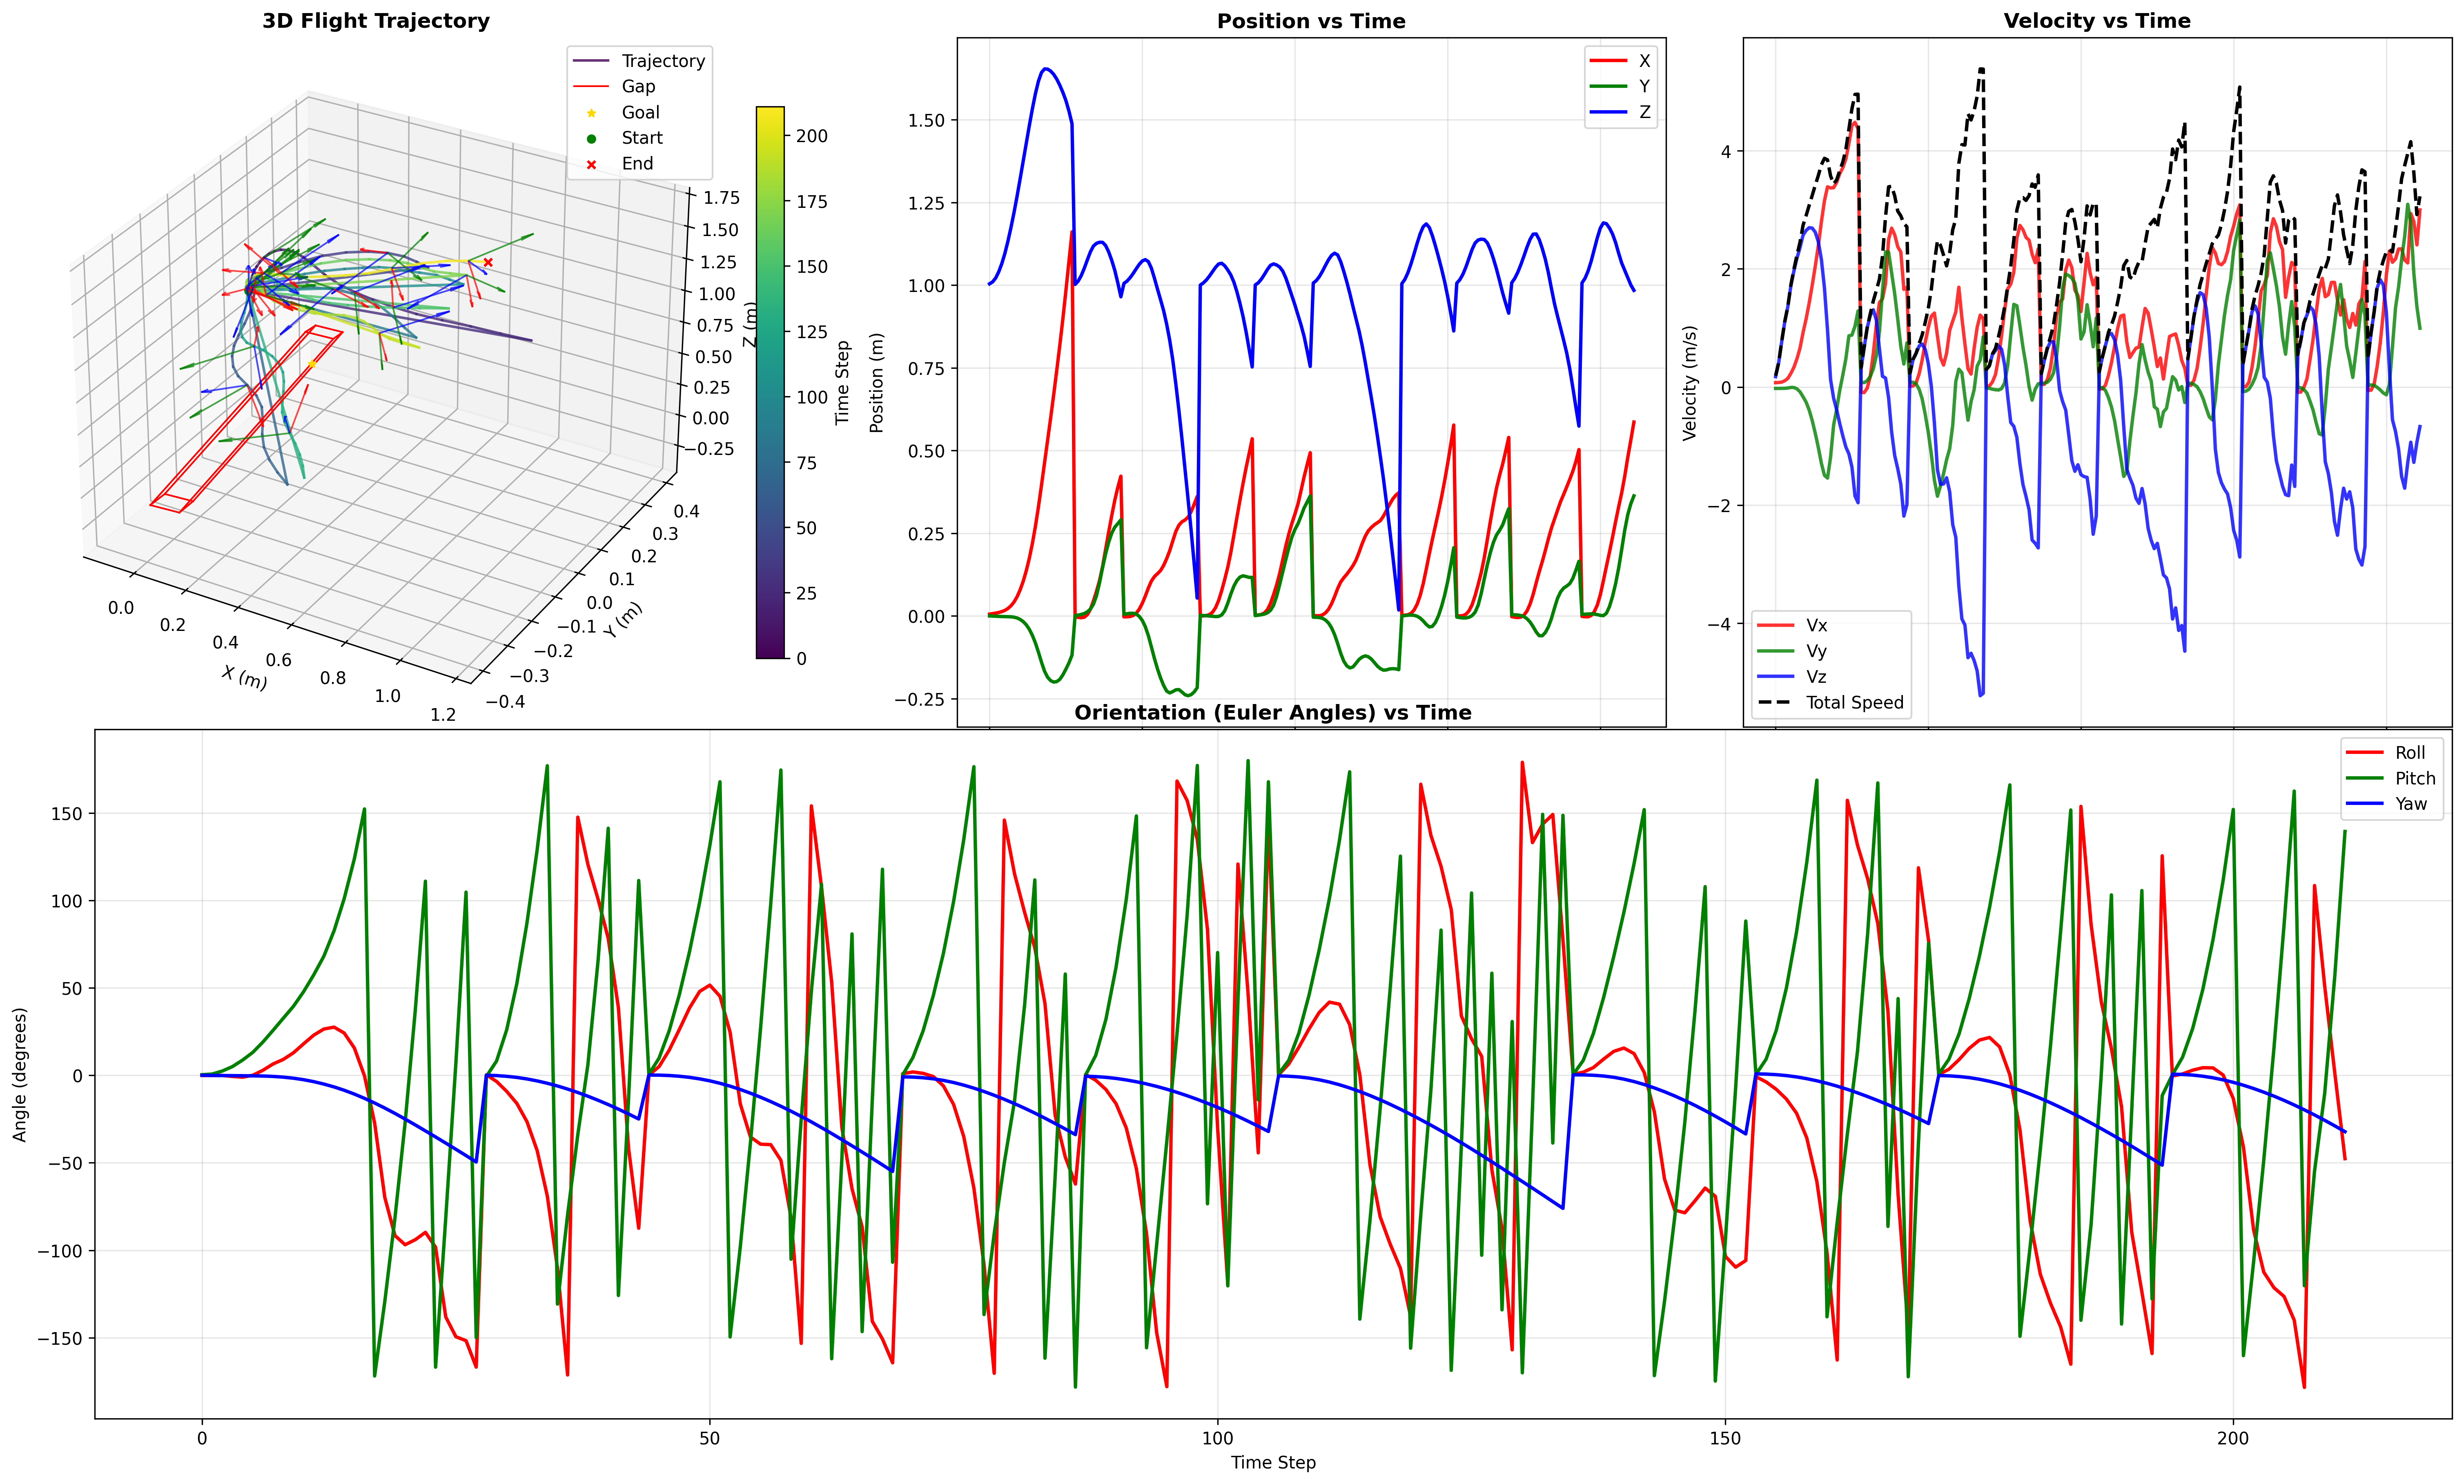 3D Flight Trajectory
Trajectory
Gap
Goal
Start
End
1.75
1.50
1.25
1.00
0.75
0.50
0.25
0.00
−0.25
Z (m)
0.4
0.3
0.2
0.1
0.0
−0.1
−0.2
−0.3
−0.4
Y (m)
0.0
0.2
0.4
0.6
0.8
1.0
1.2
X (m)
200
175
150
125
100
75
50
25
0
Time Step
Position vs Time
X
Y
Z
1.50
1.25
1.00
0.75
0.50
0.25
0.00
−0.25
Position (m)
Velocity vs Time
4
2
0
−2
−4
Velocity (m/s)
Vx
Vy
Vz
Total Speed
Orientation (Euler Angles) vs Time
Roll
Pitch
Yaw
150
100
50
0
−50
−100
−150
Angle (degrees)
0
50
100
150
200
Time Step